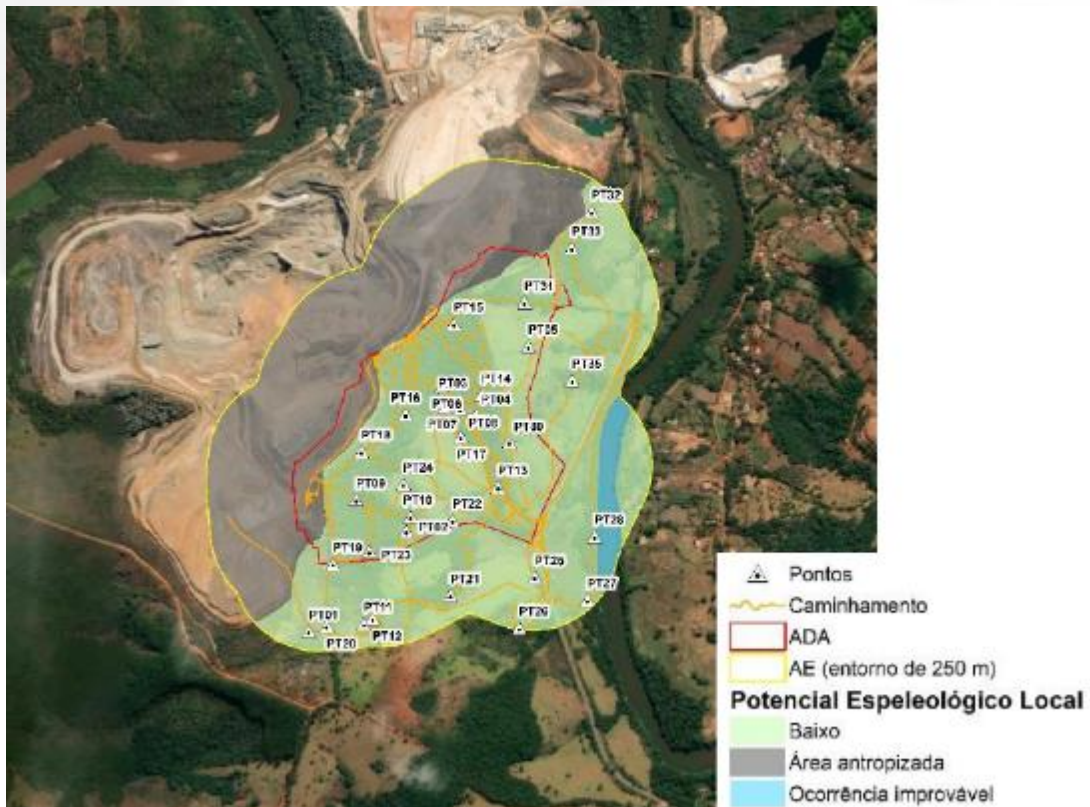 PT32
PT33
PT31
PT15
PT05
PT35
PT03
PT14
PT16
PT06
PT04
PT07
PT08
PT30
PT18
PT17
PT24
PT13
PT09
PT10
PT22
PT02
PT28
PT19
PT23
PT25
PT21
PT27
PT01
PT11
PT26
PT20
PT12
Pontos
Caminhamento
ADA
AE (entorno de 250 m)
Potencial Espeleológico Local
Baixo
Área antropizada
Ocorrência improvável